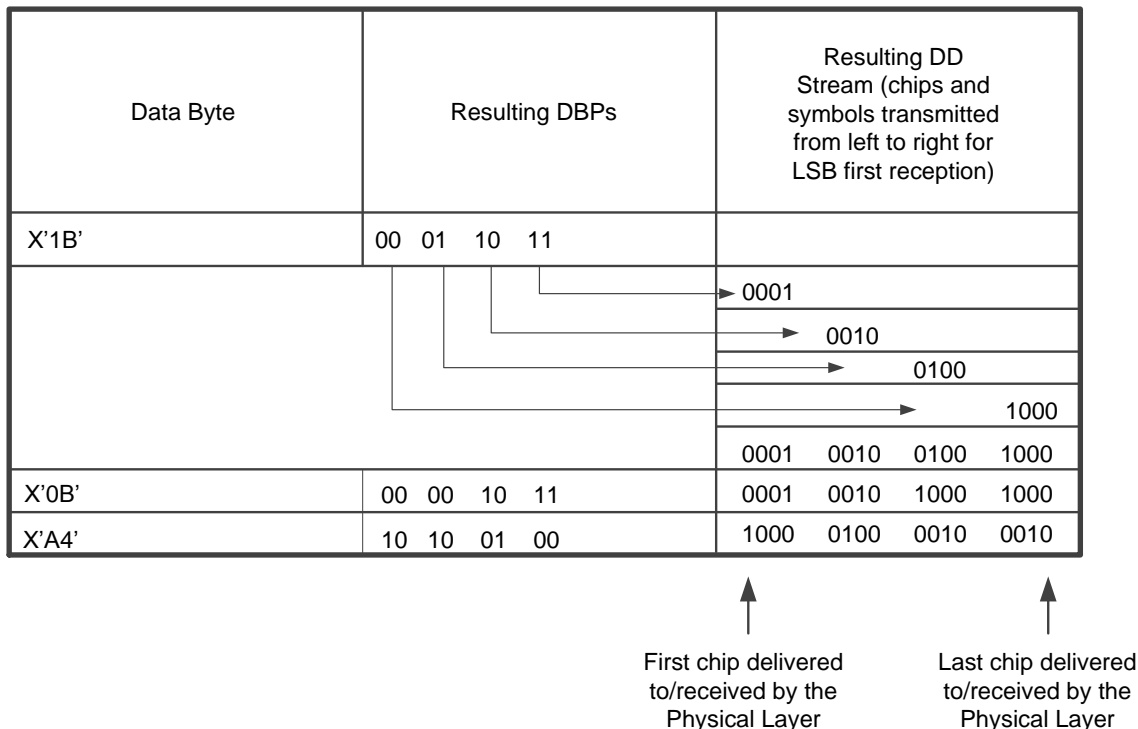 Data Byte
Resulting DBPs
Resulting DD
Stream (chips and
symbols transmitted
from left to right for
LSB first reception)
X'1B' 00 01 10 11
0001
0010
0100
1000
0001 0010 0100 1000
X'0B' 00 00 10 11 0001 0010 1000 1000
X'A4' 10 10 01 00 1000 0100 0010 0010
First chip delivered
to/received by the
Physical Layer
Last chip delivered
to/received by the
Physical Layer